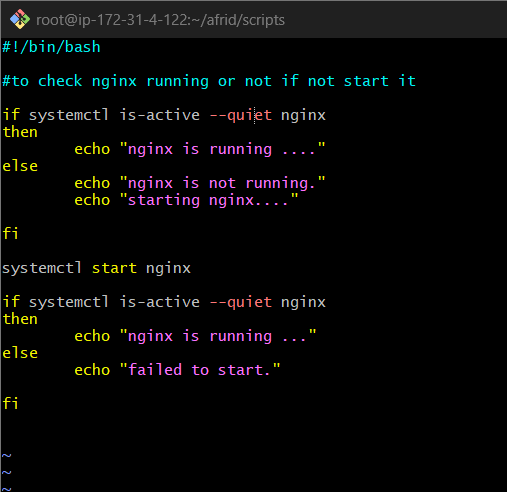 root@ip-172-31-4-122:~/afrid/scripts
#!/bin/bash
#to check nginx running or not if not start it
if systemctl is-active --quiet nginx
then
        echo "nginx is running ...."
else
        echo "nginx is not running."
        echo "starting nginx...."
fi
systemctl start nginx
if systemctl is-active --quiet nginx
then
        echo "nginx is running ..."
else
        echo "failed to start."
fi
~
~
~